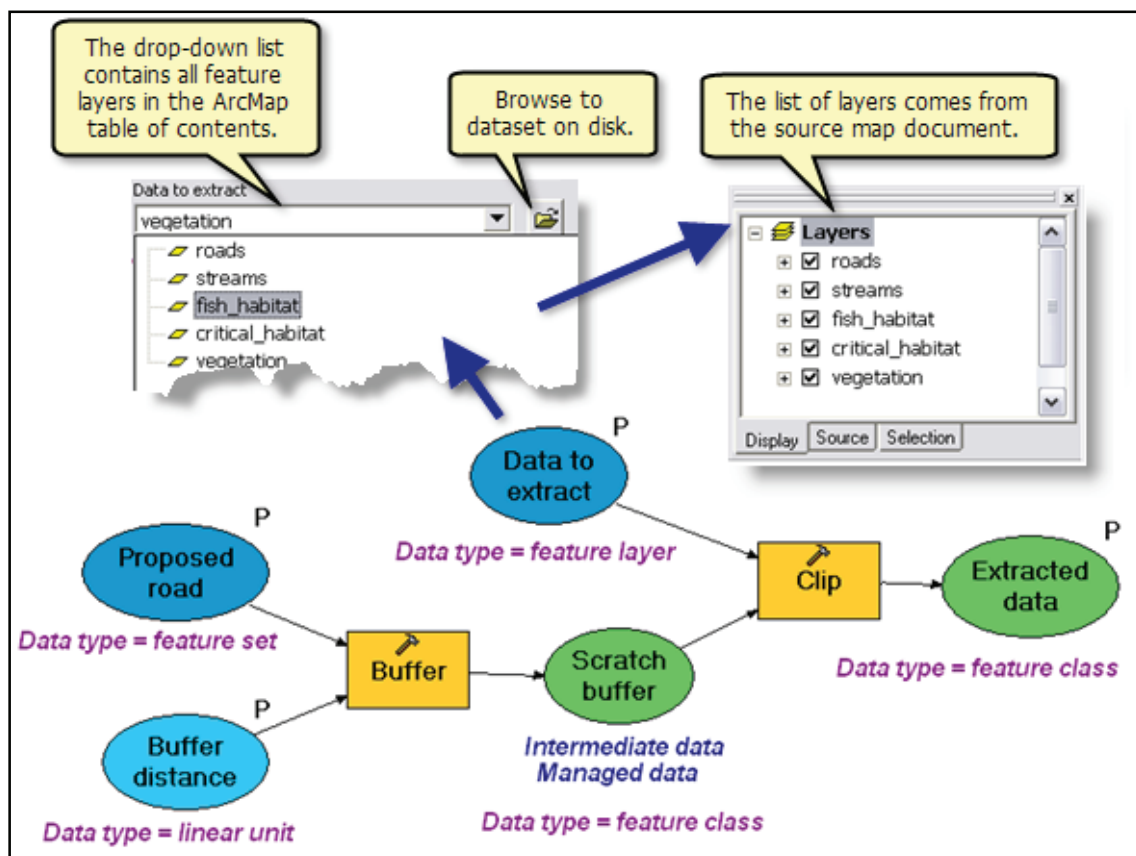 The drop-down list
contains all feature
layers in the ArcMap
table of contents.
Browse to
dataset on disk.
The list of layers comes from
the source map document.
Data to extract
vegetation
roads
streams
fish_habitat
critical_habitat
vegetation
Layers
roads
streams
fish_habitat
critical_habitat
vegetation
Display Source Selection
P
Data to
extract
Data type = feature layer
P
Proposed
road
Data type = feature set
Clip
P
Extracted
data
Data type = feature class
Buffer
Scratch
buffer
Intermediate data
Managed data
Data type = feature class
P
Buffer
distance
Data type = linear unit